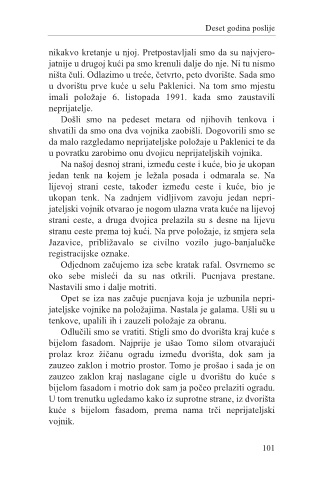 Deset godina poslije
nikakvo kretanje u njoj. Pretpostavljali smo da su najvjero-
jatnije u drugoj kući pa smo krenuli dalje do nje. Ni tu nismo
ništa čuli. Odlazimo u treće, četvrto, peto dvorište. Sada smo
u dvorištu prve kuće u selu Paklenici. Na tom smo mjestu
imali položaje 6. listopada 1991. kada smo zaustavili
neprijatelje.
Došli smo na pedeset metara od njihovih tenkova i
shvatili da smo ona dva vojnika zaobišli. Dogovorili smo se
da malo razgledamo neprijateljske položaje u Paklenici te da
u povratku zarobimo onu dvojicu neprijateljskih vojnika.
Na našoj desnoj strani, između ceste i kuće, bio je ukopan
jedan tenk na kojem je ležala posada i odmarala se. Na
lijevoj strani ceste, također između ceste i kuće, bio je
ukopan tenk. Na zadnjem vidljivom zavoju jedan nepri-
jateljski vojnik otvarao je nogom ulazna vrata kuće na lijevoj
strani ceste, a druga dvojica prelazila su s desne na lijevu
stranu ceste prema toj kući. Na prve položaje, iz smjera sela
Jazavice, približavalo se civilno vozilo jugo-banjalučke
registracijske oznake.
Odjednom začujemo iza sebe kratak rafal. Osvrnemo se
oko sebe misleći da su nas otkrili. Pucnjava prestane.
Nastavili smo i dalje motriti.
Opet se iza nas začuje pucnjava koja je uzbunila nepri-
jateljske vojnike na položajima. Nastala je galama. Ušli su u
tenkove, upalili ih i zauzeli položaje za obranu.
Odlučili smo se vratiti. Stigli smo do dvorišta kraj kuće s
bijelom fasadom. Najprije je ušao Tomo silom otvarajući
prolaz kroz žičanu ogradu između dvorišta, dok sam ja
zauzeo zaklon i motrio prostor. Tomo je prošao i sada je on
zauzeo zaklon kraj naslagane cigle u dvorištu do kuće s
bijelom fasadom i motrio dok sam ja počeo prelaziti ogradu.
U tom trenutku ugledamo kako iz suprotne strane, iz dvorišta
kuće s bijelom fasadom, prema nama trči neprijateljski
vojnik.
101